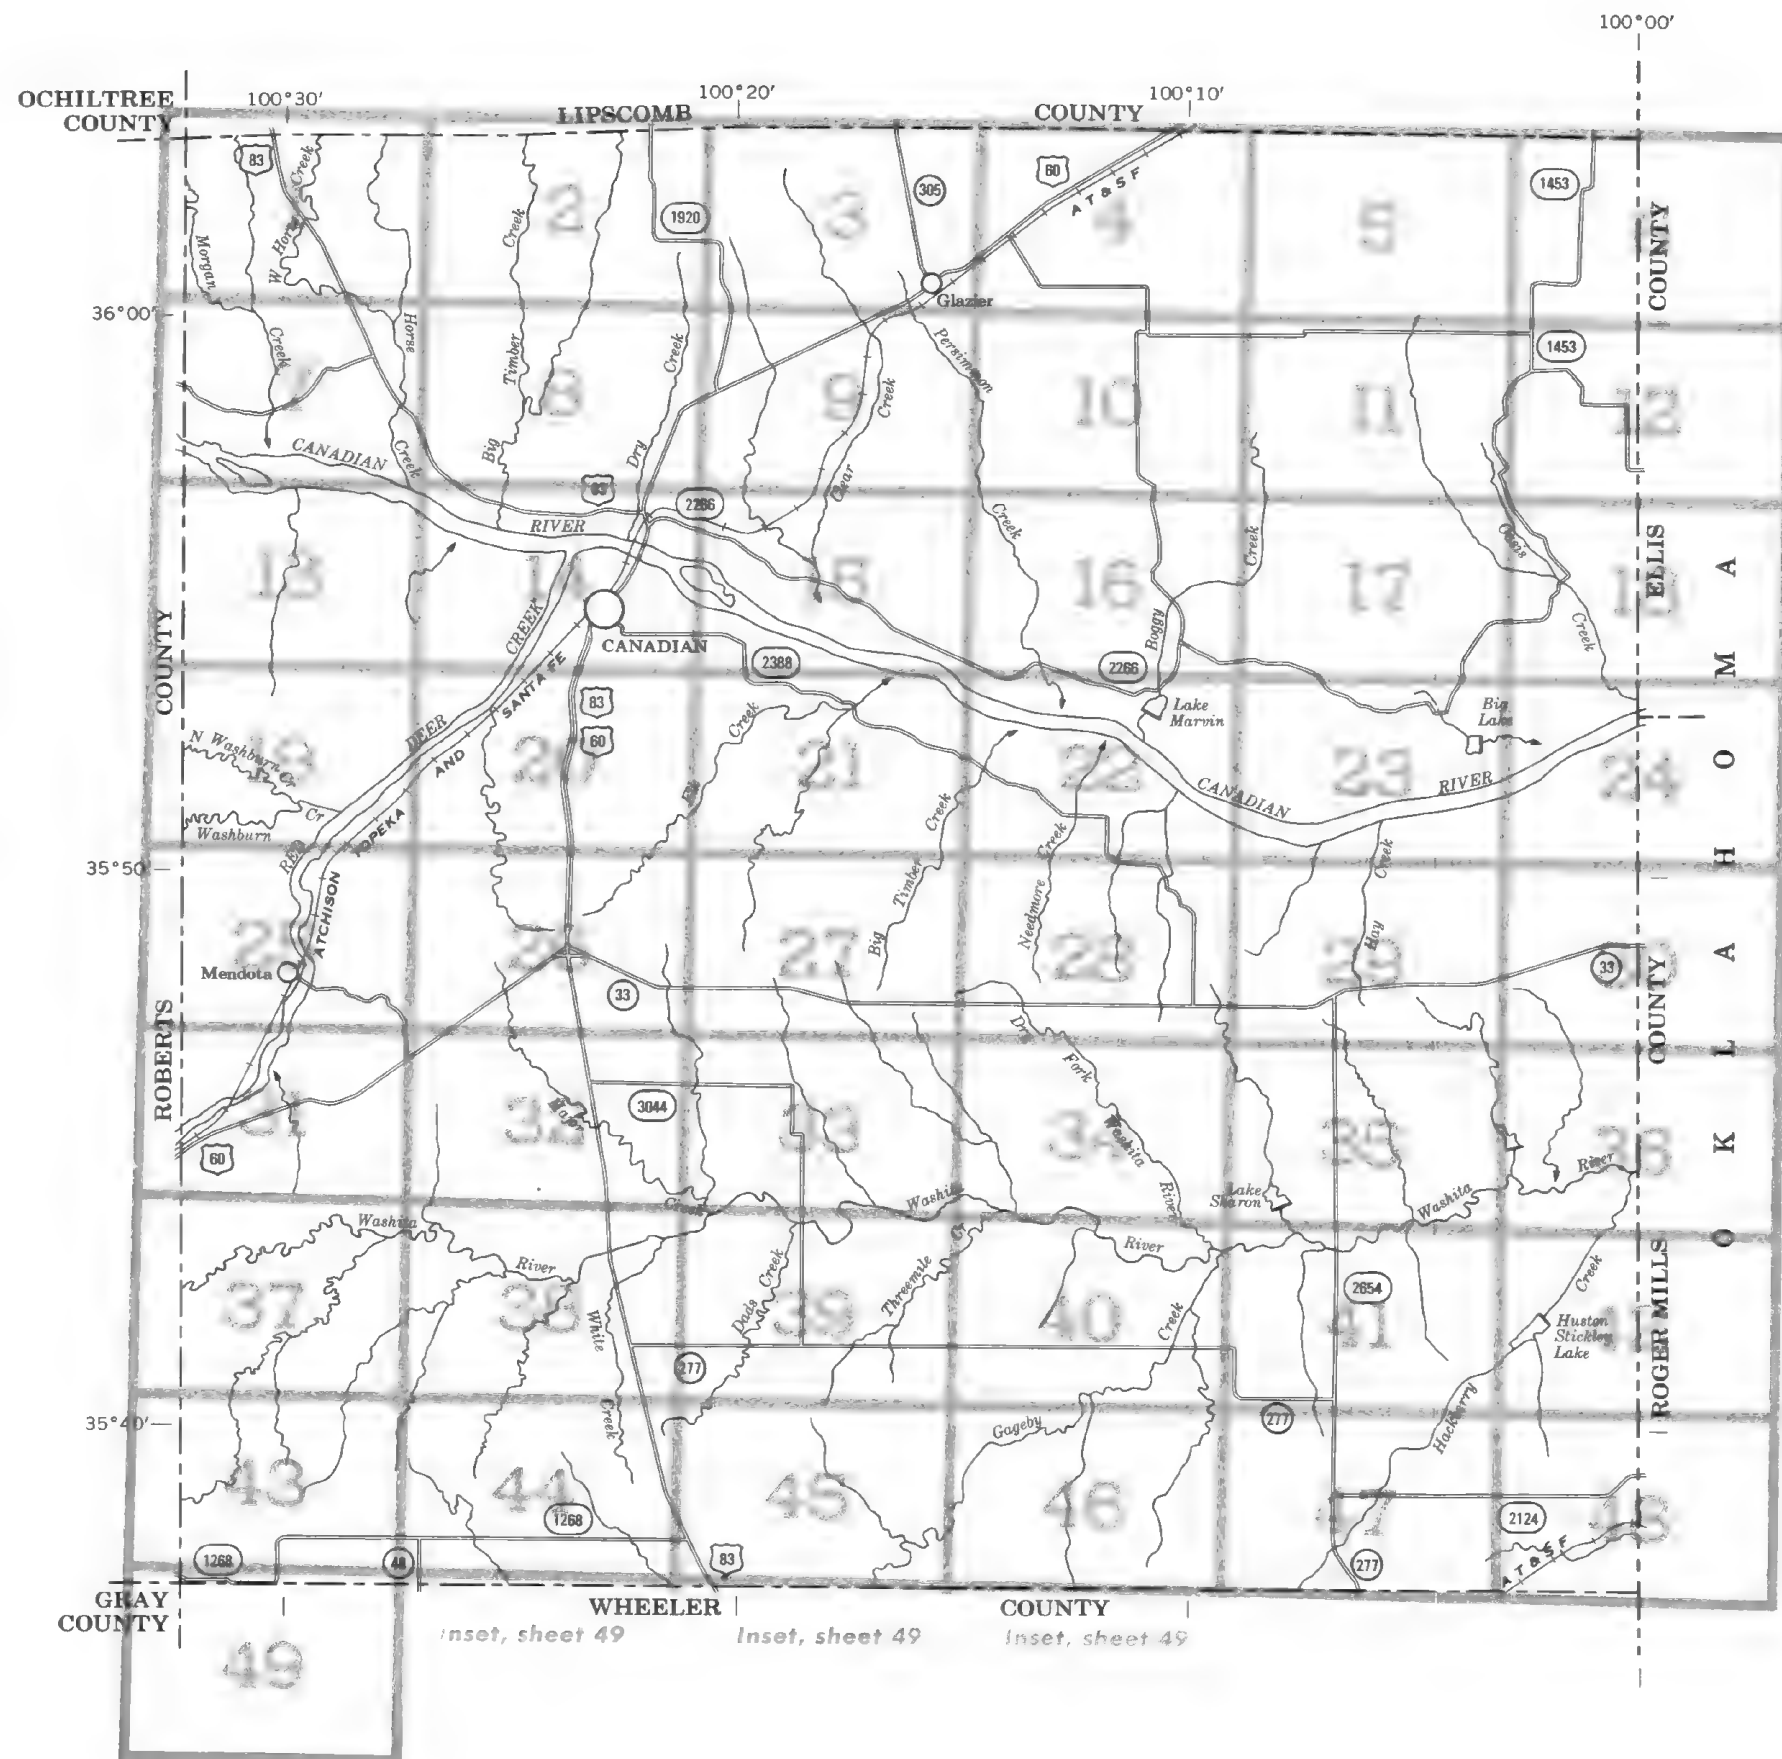 100°00'
OCHILTREE
COUNTY
100°30'
LIPSCOMB
100°20'
COUNTY
100°10'
83
W Horse Creek
Morgan
Creek
Horse
Creek
2
Big
Timber
Creek
1920
Dry
Creek
3
305
60
A T & S F
4
5
1453
COUNTY
36°00'
Glazier
Persimmon
Creek
1453
8
9
Clear
Creek
10
11
12
CANADIAN
RIVER
83
2266
13
15
16
17
Creek
Boggy
Creek
ELLIS
COUNTY
CREEK
CANADIAN
2388
2266
Lake
Marvin
Big
Lake
N Washburn Cr
Washburn
Cr
RED
DEER
SANTA FE
AND
TOPEKA
ATCHISON
83
60
20
Creek
21
22
23
24
CANADIAN
RIVER
35°50'
Big
Timber
Creek
Needmore
Creek
Hay
Creek
27
28
33
33
Mendota
COUNTY
ROBERTS
60
3044
Creek
Dry
Fork
Washita
River
Lake
Sharon
Washita
River
Washita
River
Washita
River
37
38
39
40
White
Creek
Dads
Creek
Threemile
Cr
Creek
Gageby
2654
41
Huston
Stickley
Lake
Creek
Hackberry
277
277
35°40'
43
44
45
46
1268
1268
48
83
277
2124
A T & S F
ROGER MILLS
O K L A H O M A
GRAY
COUNTY
WHEELER
COUNTY
Inset, sheet 49
Inset, sheet 49
Inset, sheet 49
49